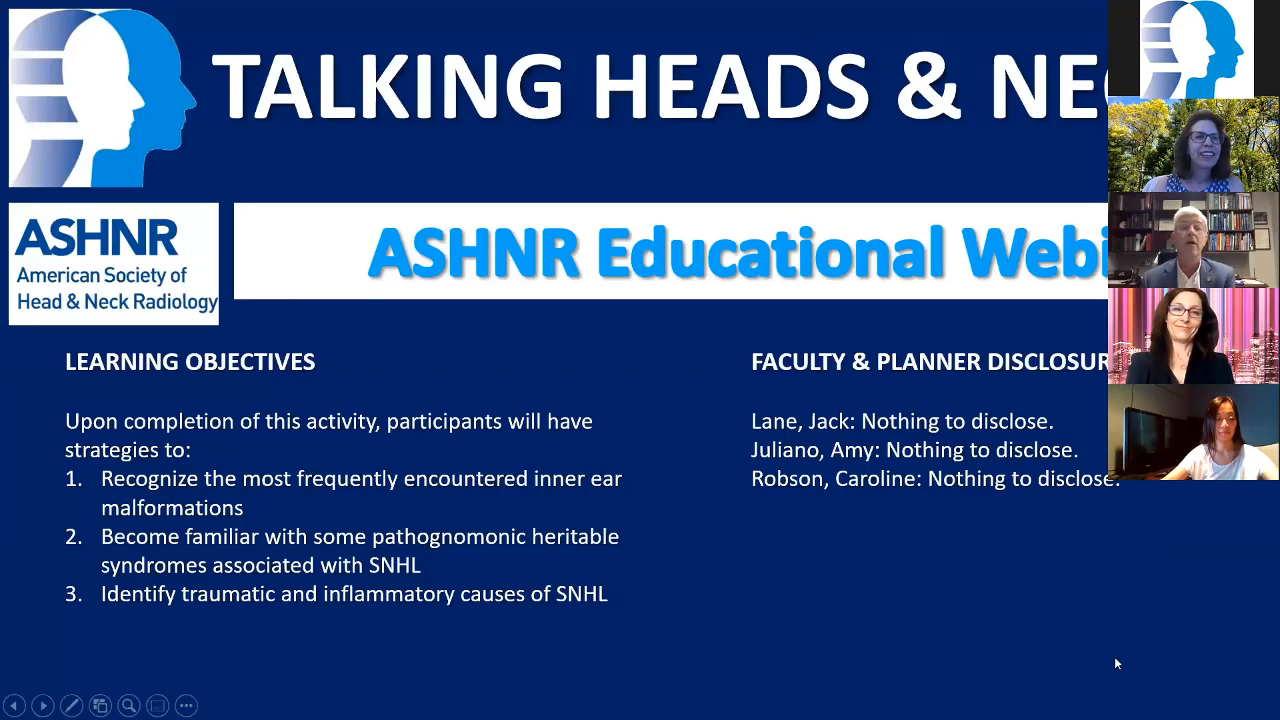 TALKING HEADS & NE
ASHNR
American Society of
Head & Neck Radiology
ASHNR Educational Webi
LEARNING OBJECTIVES
Upon completion of this activity, participants will have
strategies to:
1. Recognize the most frequently encountered inner ear
malformations
2. Become familiar with some pathognomonic heritable
syndromes associated with SNHL
3. Identify traumatic and inflammatory causes of SNHL
FACULTY & PLANNER DISCLOSUR
Lane, Jack: Nothing to disclose.
Juliano, Amy: Nothing to disclose.
Robson, Caroline: Nothing to disclose.